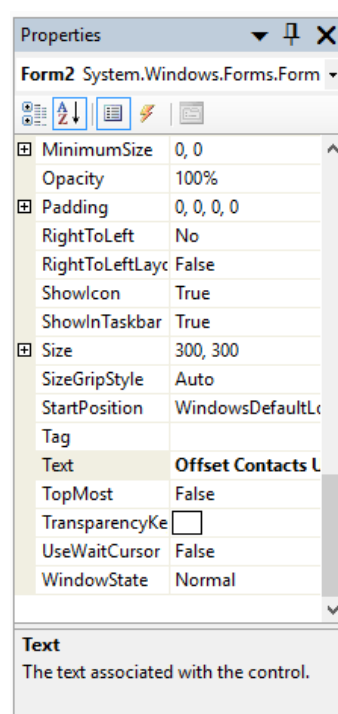 Properties
Form2 System.Windows.Forms.Form
MinimumSize 0, 0
Opacity 100%
Padding 0, 0, 0, 0
RightToLeft No
RightToLeftLayc False
ShowIcon True
ShowInTaskbar True
Size 300, 300
SizeGripStyle Auto
StartPosition WindowsDefaultLo
Tag
Text Offset Contacts U
TopMost False
TransparencyKe
UseWaitCursor False
WindowState Normal
Text
The text associated with the control.